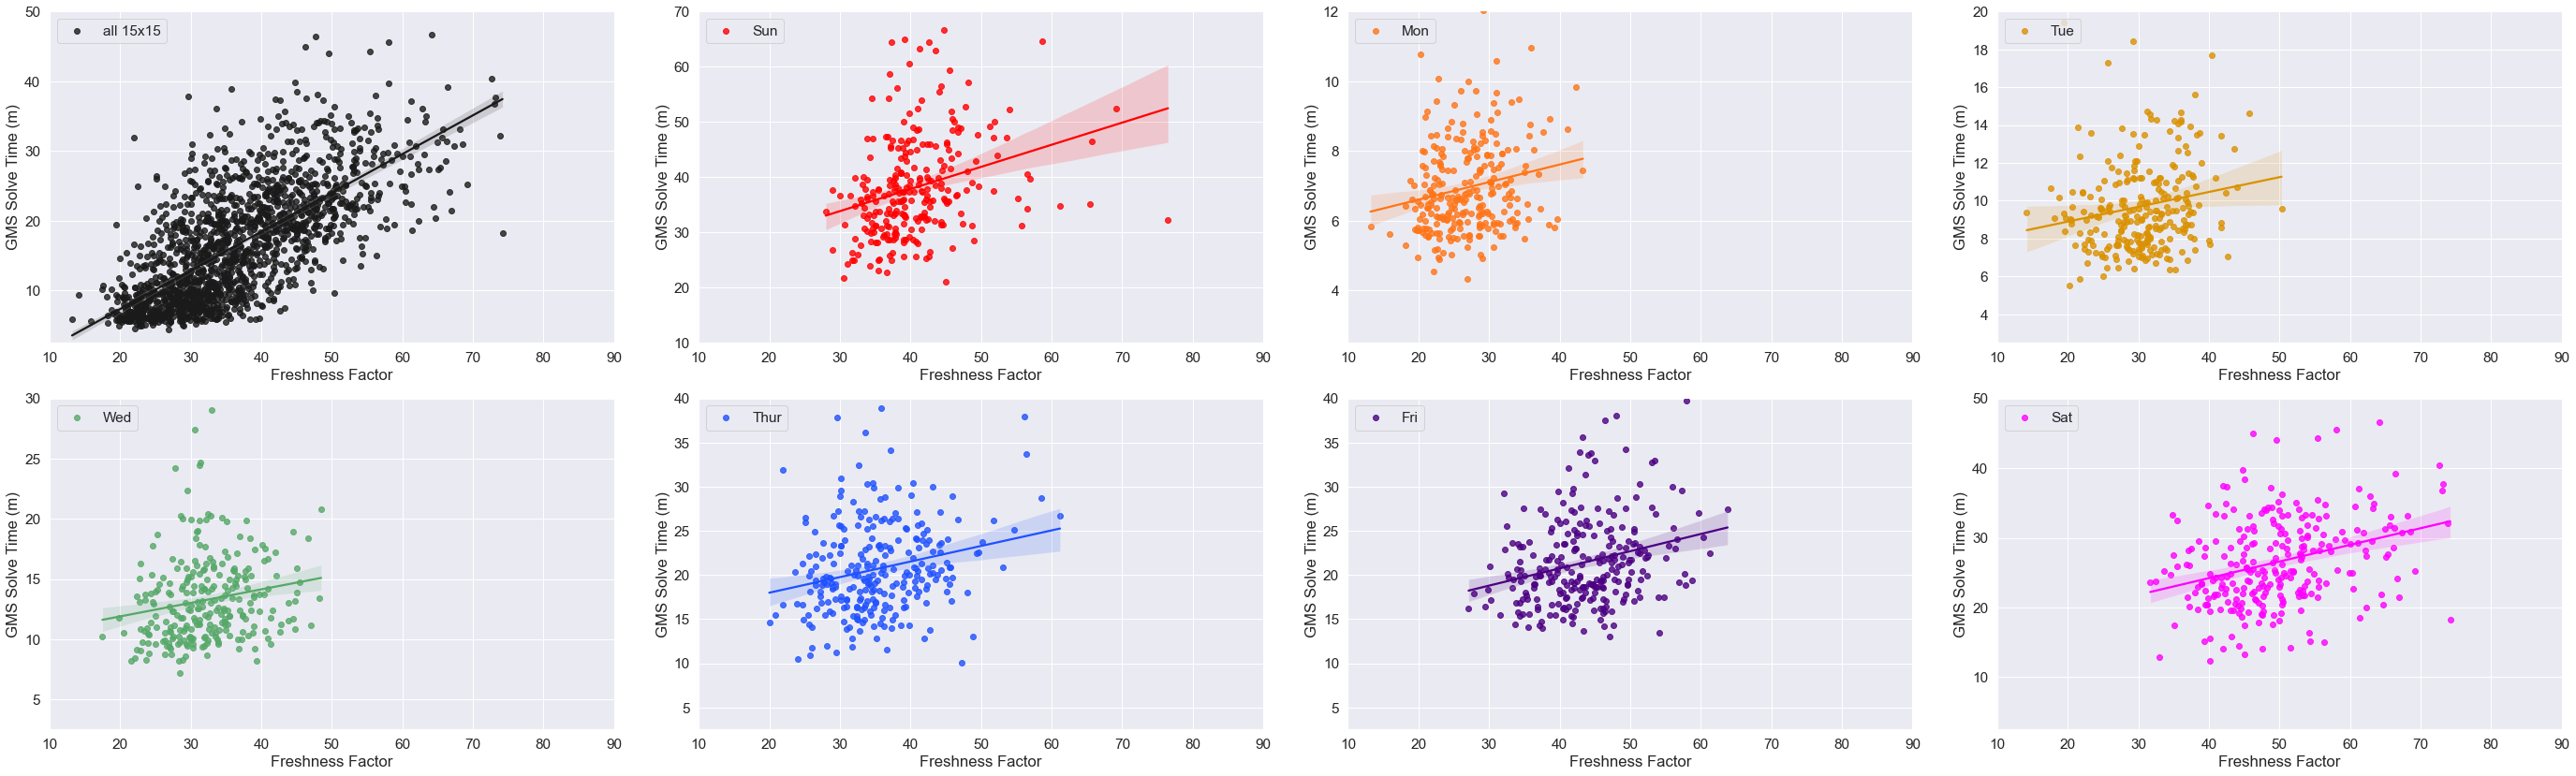 50 70 12 20
all 15x15 Sun Mon Tue
GMS Solve Time (m) GMS Solve Time (m) GMS Solve Time (m) GMS Solve Time (m)
18
40 60 10 16
50 14
30 8 12
40
20 6 10
30 8
10 20 4 6
4
10
10 20 30 40 50 60 70 80 90 10 20 30 40 50 60 70 80 90 10 20 30 40 50 60 70 80 90 10 20 30 40 50 60 70 80 90
Freshness Factor Freshness Factor Freshness Factor Freshness Factor
30 40 40 50
Wed Thur Fri Sat
GMS Solve Time (m) GMS Solve Time (m) GMS Solve Time (m) GMS Solve Time (m)
25 35 35 40
30 30
20 25 25 30
15 20 20
15 15 20
10 10 10 10
5 5 5
10 20 30 40 50 60 70 80 90 10 20 30 40 50 60 70 80 90 10 20 30 40 50 60 70 80 90 10 20 30 40 50 60 70 80 90
Freshness Factor Freshness Factor Freshness Factor Freshness Factor